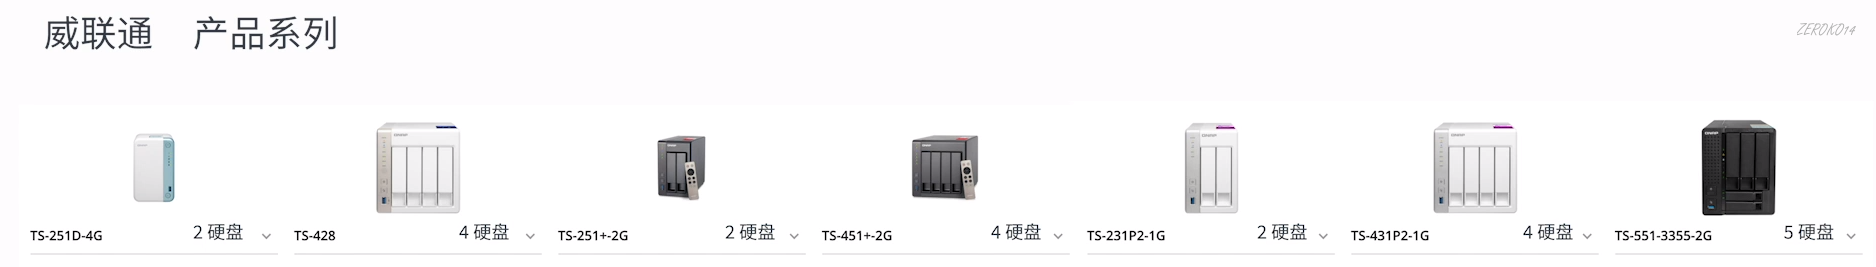 威联通 产品系列
ZEROKO14
TS-251D-4G 2 硬盘
TS-428 4 硬盘
TS-251+-2G 2 硬盘
TS-451+-2G 4 硬盘
TS-231P2-1G 2 硬盘
TS-431P2-1G 4 硬盘
TS-551-3355-2G 5 硬盘